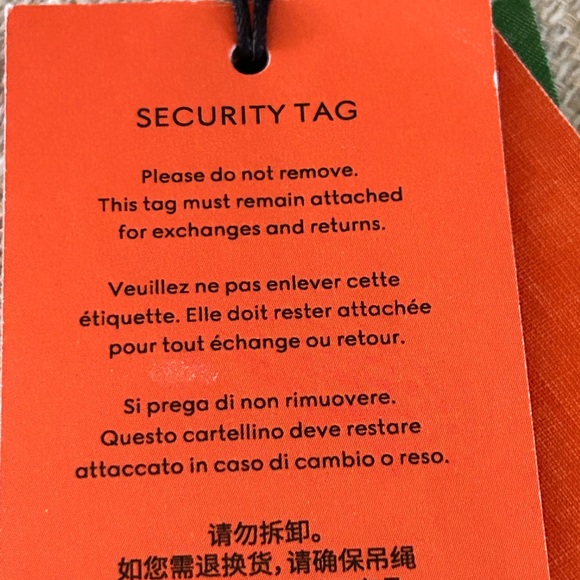 SECURITY TAG
Please do not remove.
This tag must remain attached
for exchanges and returns.
Veuillez ne pas enlever cette
étiquette. Elle doit rester attachée
pour tout échange ou retour.
Si prega di non rimuovere.
Questo cartellino deve restare
attaccato in caso di cambio o reso.
请勿拆卸。
如您需退换货,请确保吊绳